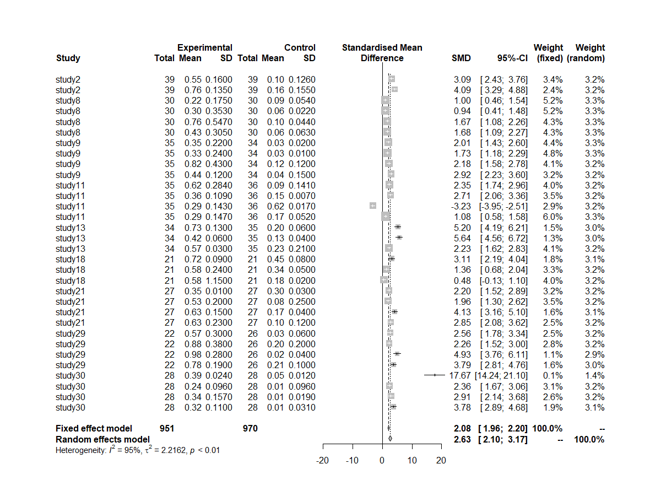 Experimental Control Standardised Mean Weight Weight
Study Total Mean SD Total Mean SD Difference SMD 95%-CI (fixed) (random)
study2 39 0.55 0.1600 39 0.10 0.1260 3.09 [2.43; 3.76] 3.4% 3.2%
study2 39 0.76 0.1350 39 0.16 0.1550 4.09 [3.29; 4.88] 2.4% 3.2%
study8 30 0.22 0.1750 30 0.09 0.0540 1.00 [0.46; 1.54] 5.2% 3.3%
study8 30 0.30 0.3530 30 0.06 0.0220 0.94 [0.41; 1.48] 5.2% 3.3%
study8 30 0.76 0.5470 30 0.10 0.0440 1.67 [1.08; 2.26] 4.2% 3.3%
study8 30 0.43 0.3050 30 0.06 0.0630 1.68 [1.09; 2.27] 4.2% 3.3%
study9 35 0.35 0.2200 34 0.03 0.0200 2.01 [1.43; 2.60] 4.3% 3.3%
study9 35 0.33 0.2400 34 0.03 0.0100 1.73 [1.18; 2.29] 4.8% 3.3%
study9 35 0.82 0.4300 34 0.12 0.1200 2.18 [1.58; 2.78] 4.1% 3.3%
study9 35 0.44 0.1200 34 0.04 0.1500 2.92 [2.23; 3.60] 3.1% 3.2%
study11 35 0.62 0.2840 36 0.09 0.1410 2.35 [1.74; 2.96] 4.0% 3.3%
study11 35 0.36 0.1090 36 0.15 0.0070 2.71 [2.06; 3.36] 3.5% 3.2%
study11 35 0.29 0.1430 36 0.62 0.0170 -3.23 [-3.95; -2.51] 2.9% 3.2%
study11 35 0.29 0.1470 36 0.17 0.0520 1.08 [0.58; 1.58] 6.0% 3.3%
study13 34 0.73 0.1300 35 0.20 0.0600 5.20 [4.19; 6.21] 1.5% 3.0%
study13 34 0.42 0.0600 35 0.13 0.0400 5.64 [4.56; 6.72] 1.3% 3.0%
study13 34 0.57 0.0300 35 0.23 0.2100 2.23 [1.62; 2.83] 4.1% 3.3%
study18 21 0.72 0.0900 21 0.45 0.0800 3.11 [2.19; 4.04] 1.8% 3.1%
study18 21 0.58 0.2400 21 0.34 0.0500 1.36 [0.68; 2.04] 3.2% 3.2%
study18 21 0.58 1.1500 21 0.18 0.0200 0.48 [-0.13; 1.10] 4.0% 3.2%
study21 27 0.35 0.0100 27 0.30 0.0300 2.20 [1.52; 2.89] 3.2% 3.2%
study21 27 0.53 0.2000 27 0.08 0.2500 1.96 [1.30; 2.62] 3.5% 3.2%
study21 27 0.63 0.1500 27 0.17 0.0400 4.13 [3.16; 5.10] 1.6% 3.1%
study21 27 0.63 0.2300 27 0.10 0.1200 2.85 [2.08; 3.62] 2.5% 3.2%
study29 22 0.57 0.3000 26 0.03 0.0600 2.56 [1.78; 3.34] 2.5% 3.2%
study29 22 0.88 0.3800 26 0.20 0.2000 2.26 [1.52; 3.00] 2.8% 3.2%
study29 22 0.98 0.2800 26 0.02 0.0400 4.93 [3.76; 6.11] 1.1% 2.9%
study29 22 0.78 0.1900 26 0.21 0.1000 3.79 [2.81; 4.76] 1.6% 3.0%
study30 28 0.39 0.0240 28 0.05 0.0120 17.67 [14.24; 21.10] 0.1% 1.4%
study30 28 0.24 0.0960 28 0.01 0.0960 2.36 [1.67; 3.06] 3.1% 3.2%
study30 28 0.34 0.1570 28 0.01 0.0190 2.91 [2.14; 3.68] 2.6% 3.2%
study30 28 0.32 0.1100 28 0.01 0.0310 3.78 [2.89; 4.68] 1.9% 3.1%
Fixed effect model 951 970 2.08 [1.96; 2.20] 100.0% --
Random effects model 2.63 [2.10; 3.17] -- 100.0%
Heterogeneity: I² = 95%, τ² = 2.2162, p < 0.01
-20 -10 0 10 20